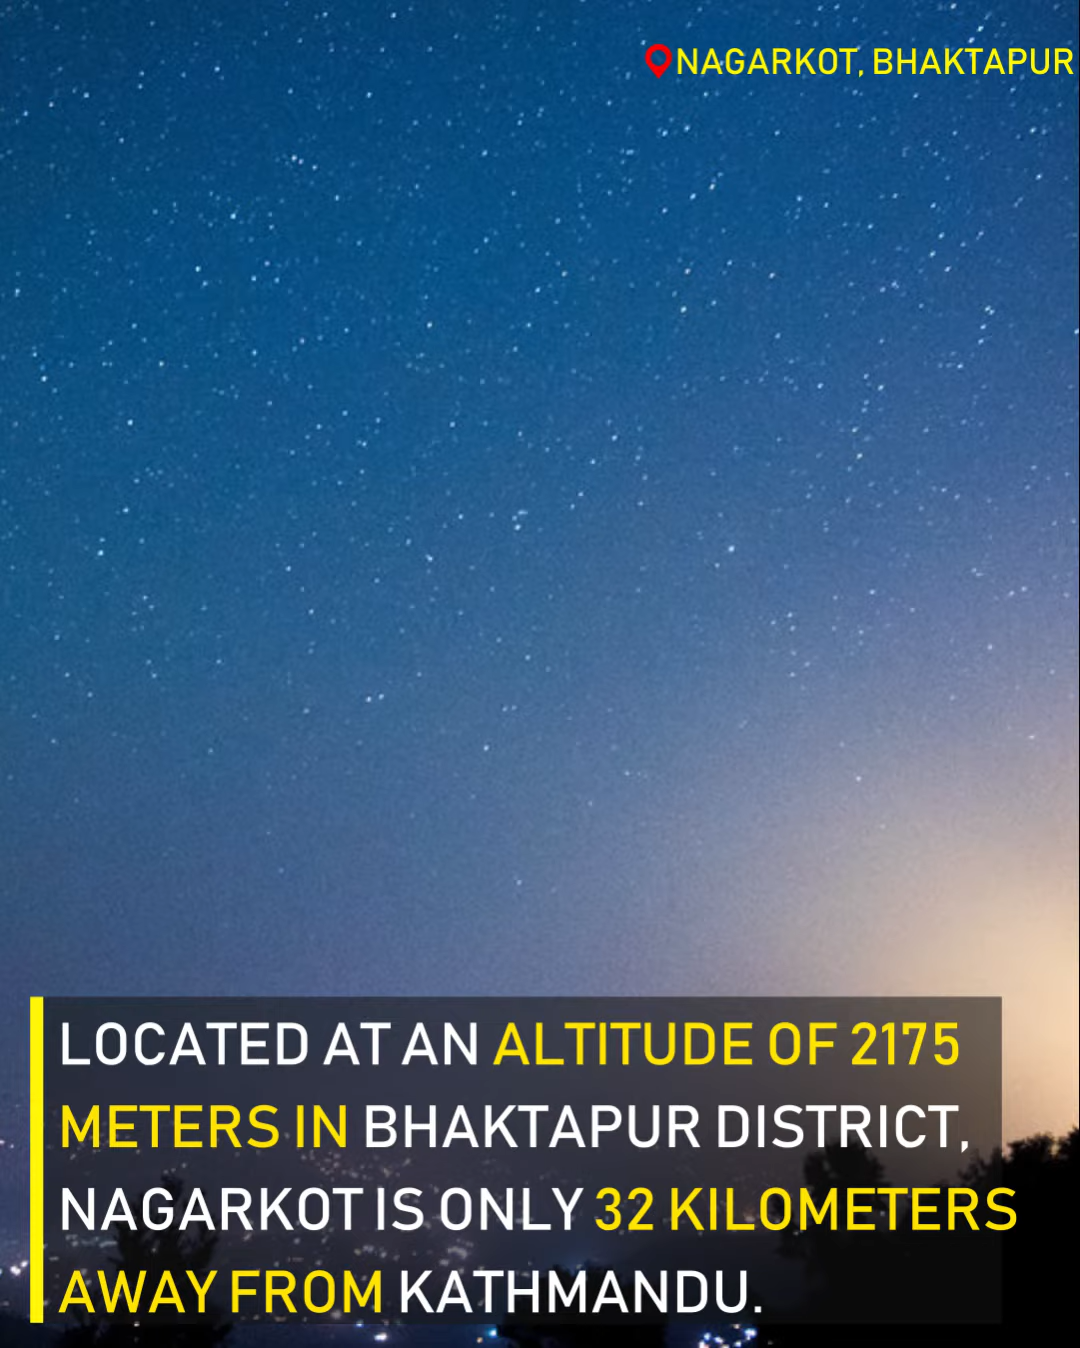 NAGARKOT, BHAKTAPUR
LOCATED AT AN ALTITUDE OF 2175
METERS IN BHAKTAPUR DISTRICT,
NAGARKOT IS ONLY 32 KILOMETERS
AWAY FROM KATHMANDU.